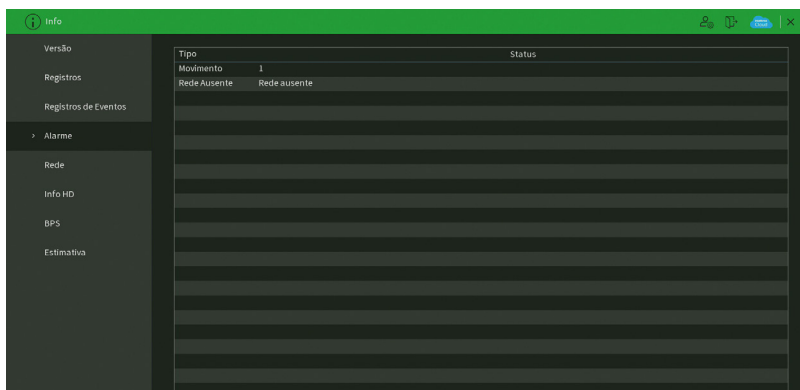 Info
Versão
Registros
Registros de Eventos
> Alarme
Rede
Info HD
BPS
Estimativa
Tipo Status
Movimento 1
Rede Ausente Rede ausente